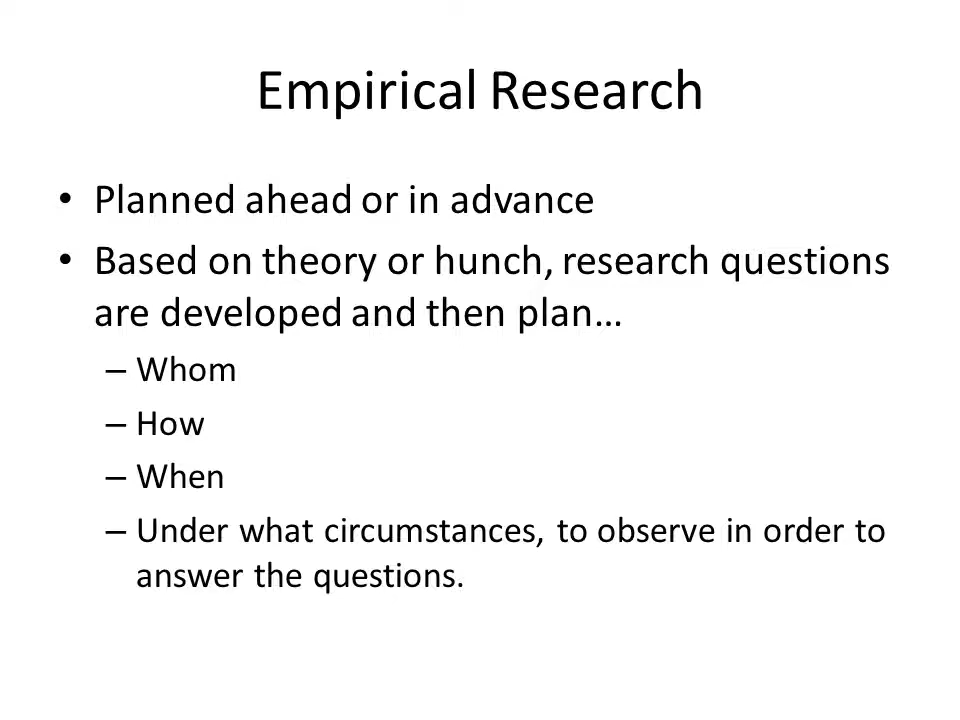 Empirical Research
• Planned ahead or in advance
• Based on theory or hunch, research questions
are developed and then plan…
– Whom
– How
– When
– Under what circumstances, to observe in order to
answer the questions.